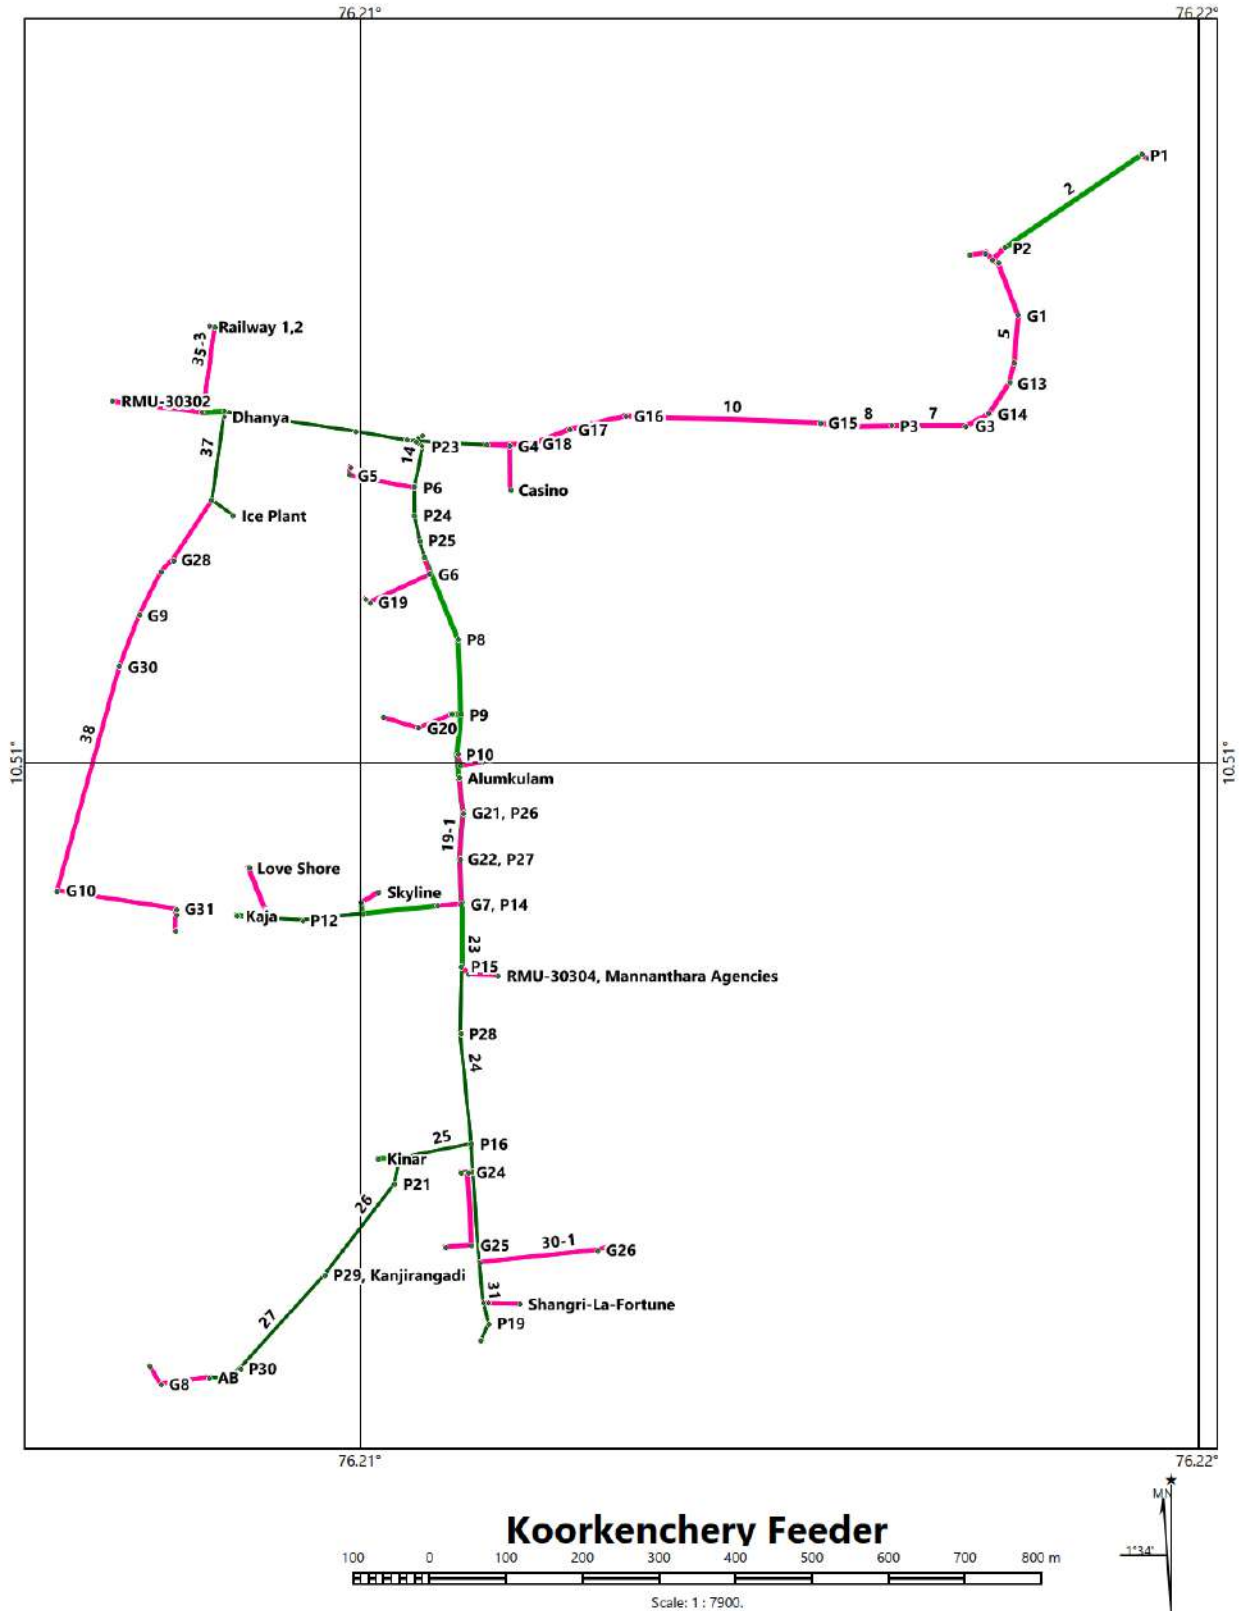 76.21°
76.22°
P1
2
P2
G1
5
Railway 1,2
35-3
G13
RMU-30302
Dhanya
G14
G16
10
G15
8
P3
7
G3
G17
G18
G4
P23
14
37
G5
P6
Casino
Ice Plant
P24
P25
G28
G6
G19
G9
P8
G30
P9
G20
38
P10
10.51°
10.51°
Alumkulam
G21, P26
19-1
G22, P27
Love Shore
G10
Skyline
G31
Kaja
P12
G7, P14
23
P15
RMU-30304, Mannanthara Agencies
P28
24
25
P16
Kinar
G24
P21
26
G25
30-1
G26
P29, Kanjirangadi
31
Shangri-La-Fortune
P19
27
P30
AB
G8
76.21°
76.22°
MN
Koorkenchery Feeder
1°34'
100 0 100 200 300 400 500 600 700 800 m
Scale: 1 : 7900.